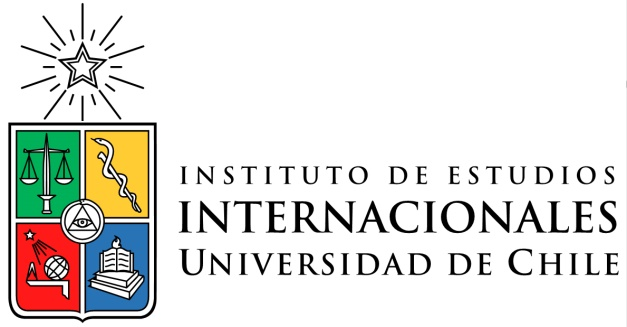 INSTITUTO DE ESTUDIOS
INTERNACIONALES
UNIVERSIDAD DE CHILE